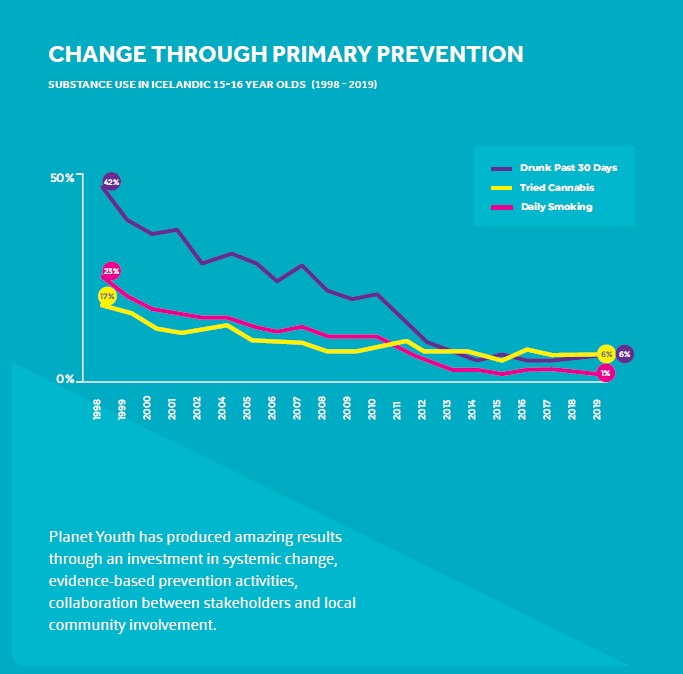 CHANGE THROUGH PRIMARY PREVENTION
SUBSTANCE USE IN ICELANDIC 15-16 YEAR OLDS (1998 - 2019)
Drunk Past 30 Days
Tried Cannabis
Daily Smoking
50%
42%
23%
17%
6%
6%
1%
0%
1998
1999
2000
2001
2002
2004
2005
2006
2007
2008
2009
2010
2011
2012
2013
2014
2015
2016
2017
2018
2019
Planet Youth has produced amazing results
through an investment in systemic change,
evidence-based prevention activities,
collaboration between stakeholders and local
community involvement.